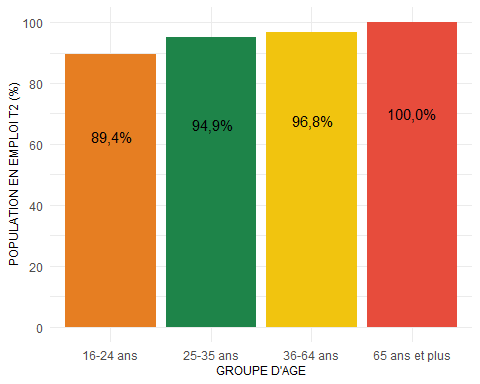 POPULATION EN EMPLOI T2 (%)
100
80
60
40
20
0
89,4%
94,9%
96,8%
100,0%
16-24 ans
25-35 ans
36-64 ans
65 ans et plus
GROUPE D'AGE